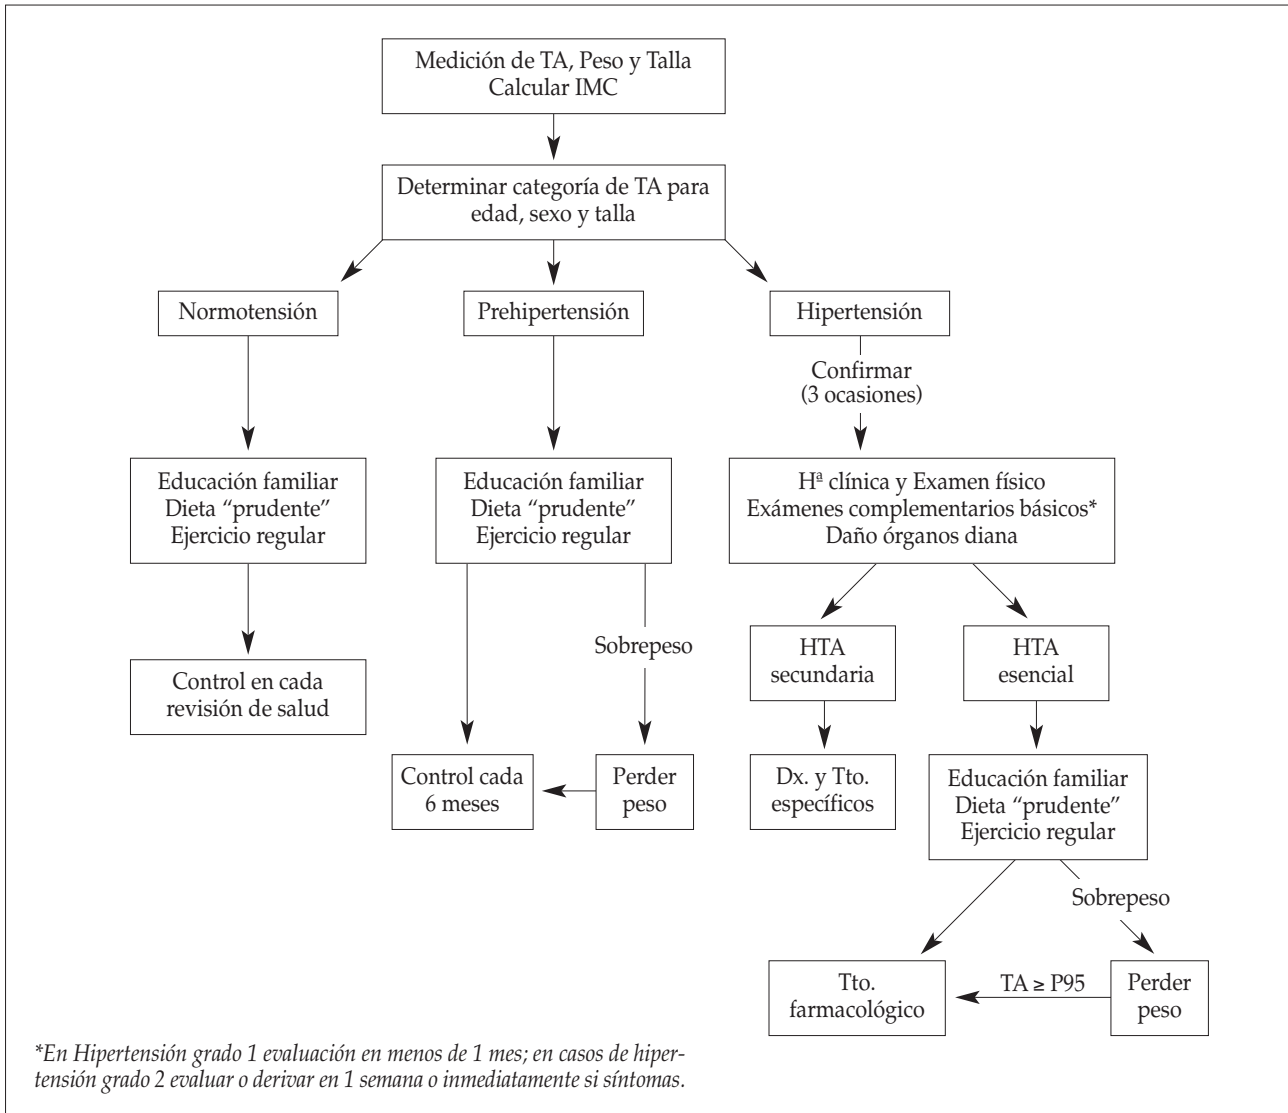 Medición de TA, Peso y Talla
Calcular IMC
Determinar categoría de TA para
edad, sexo y talla
Normotensión
Prehipertensión
Hipertensión
Confirmar
(3 ocasiones)
Educación familiar
Dieta “prudente”
Ejercicio regular
Educación familiar
Dieta “prudente”
Ejercicio regular
Hª clínica y Examen físico
Exámenes complementarios básicos*
Daño órganos diana
Control en cada
revisión de salud
Sobrepeso
HTA
secundaria
HTA
esencial
Control cada
6 meses
Perder
peso
Dx. y Tto.
específicos
Educación familiar
Dieta “prudente”
Ejercicio regular
Sobrepeso
Tto.
farmacológico
TA ≥ P95
Perder
peso
*En Hipertensión grado 1 evaluación en menos de 1 mes; en casos de hiper-
tensión grado 2 evaluar o derivar en 1 semana o inmediatamente si síntomas.